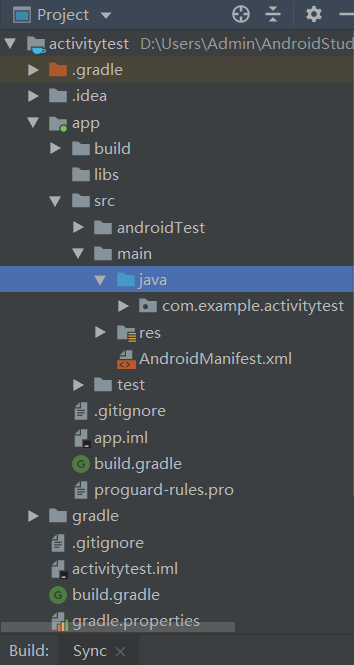 Project
activitytest D:\Users\Admin\AndroidStud
.gradle
.idea
app
build
libs
src
androidTest
main
java
com.example.activitytest
res
AndroidManifest.xml
test
.gitignore
app.iml
build.gradle
proguard-rules.pro
gradle
.gitignore
activitytest.iml
build.gradle
gradle.properties
Build: Sync